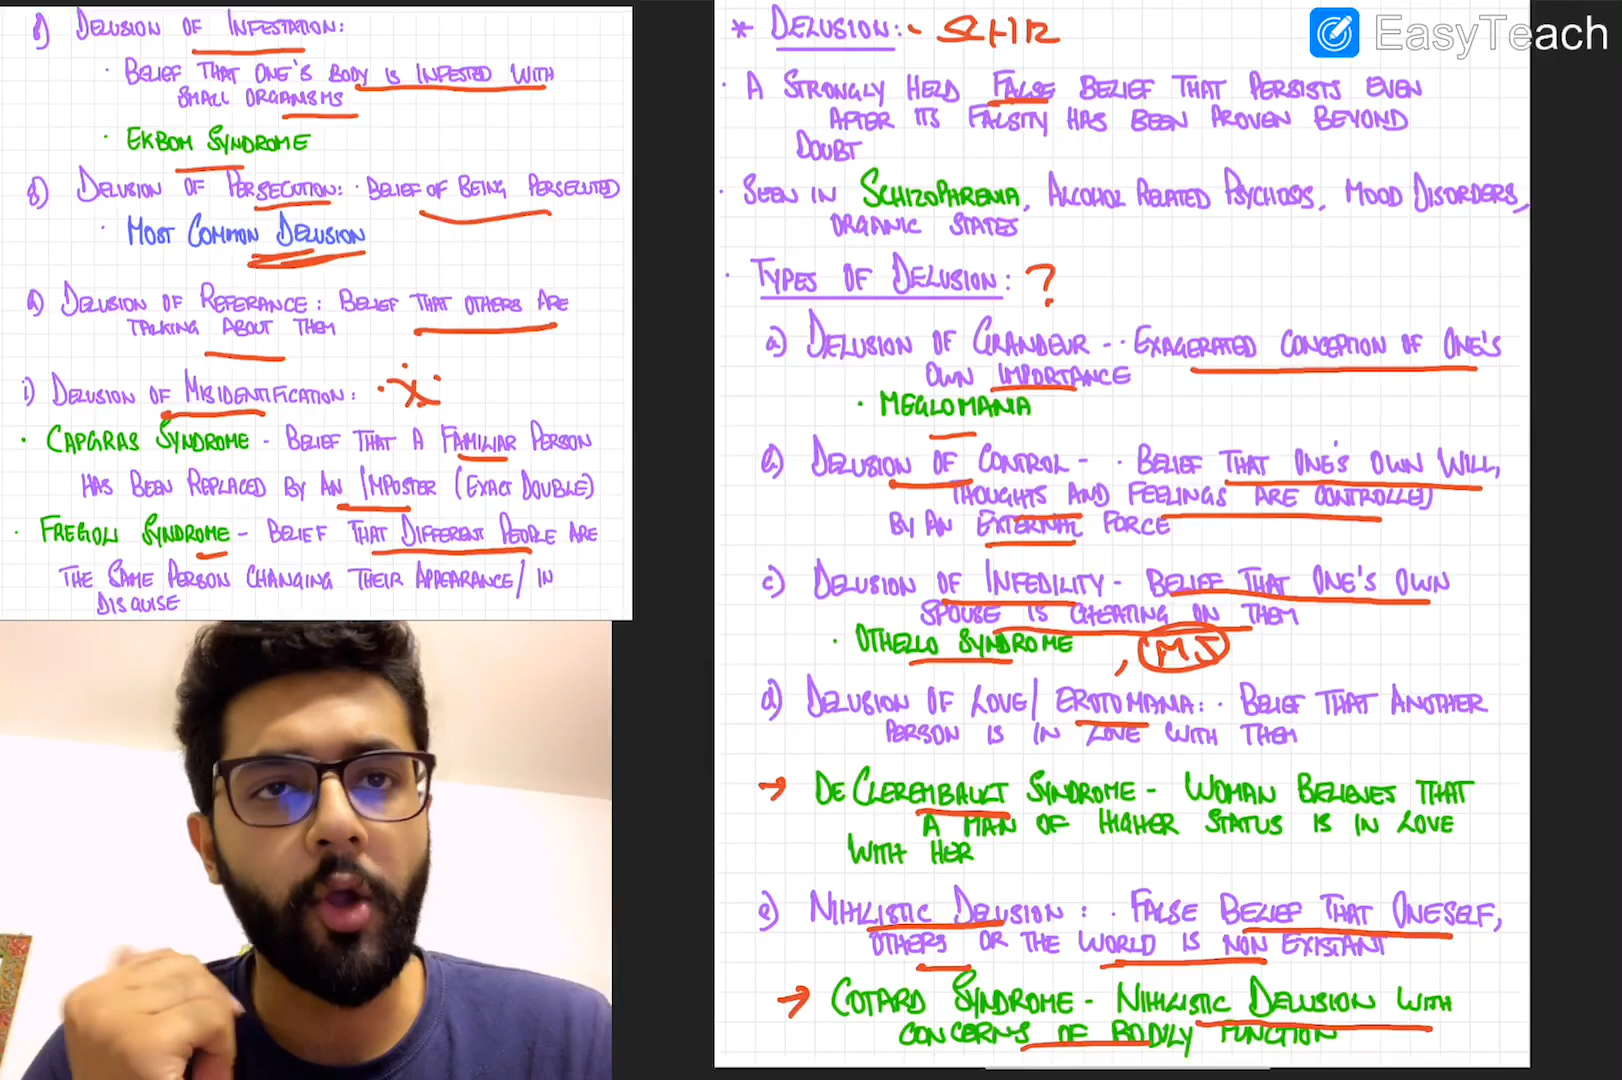 f) DELUSION OF INFESTATION:
· BELIEF THAT ONE'S BODY IS INFESTED WITH
SMALL ORGANISMS
· EKBOM SYNDROME
g) DELUSION OF PERSECUTION: · BELIEF OF BEING PERSECUTED
· MOST COMMON DELUSION
h) DELUSION OF REFERANCE: BELIEF THAT OTHERS ARE
TALKING ABOUT THEM
i) DELUSION OF MISIDENTIFICATION:
· CAPGRAS SYNDROME - BELIEF THAT A FAMILIAR PERSON
HAS BEEN REPLACED BY AN IMPOSTER (EXACT DOUBLE)
· FREGOLI SYNDROME - BELIEF THAT DIFFERENT PEOPLE ARE
THE SAME PERSON CHANGING THEIR APPEARANCE/ IN
DISGUISE
* DELUSION:- SCHIZ
EasyTeach
· A STRONGLY HELD FALSE BELIEF THAT PERSISTS EVEN
AFTER ITS FALSITY HAS BEEN PROVEN BEYOND
DOUBT
· SEEN IN SCHIZOPHRENIA, ALCOHOL RELATED PSYCHOSIS, MOOD DISORDERS,
ORGANIC STATES
· TYPES OF DELUSION: ?
a) DELUSION OF GRANDEUR - · EXAGERATED CONCEPTION OF ONE'S
OWN IMPORTANCE
· MEGLOMANIA
b) DELUSION OF CONTROL - · BELIEF THAT ONE'S OWN WILL,
THOUGHTS AND FEELINGS ARE CONTROLLED
BY AN EXTERNAL FORCE
c) DELUSION OF INFEDILITY - BELIEF THAT ONE'S OWN
SPOUSE IS CHEATING ON THEM
· OTHELLO SYNDROME , MJ
d) DELUSION OF LOVE/ EROTOMANIA: · BELIEF THAT ANOTHER
PERSON IS IN LOVE WITH THEM
→ DE CLEREMBAULT SYNDROME - WOMAN BELIEVES THAT
A MAN OF HIGHER STATUS IS IN LOVE
WITH HER
e) NIHILISTIC DELUSION: · FALSE BELIEF THAT ONESELF,
OTHERS OR THE WORLD IS NON EXISTANT
→ COTARD SYNDROME - NIHILISTIC DELUSION WITH
CONCERNS OF BODILY FUNCTION